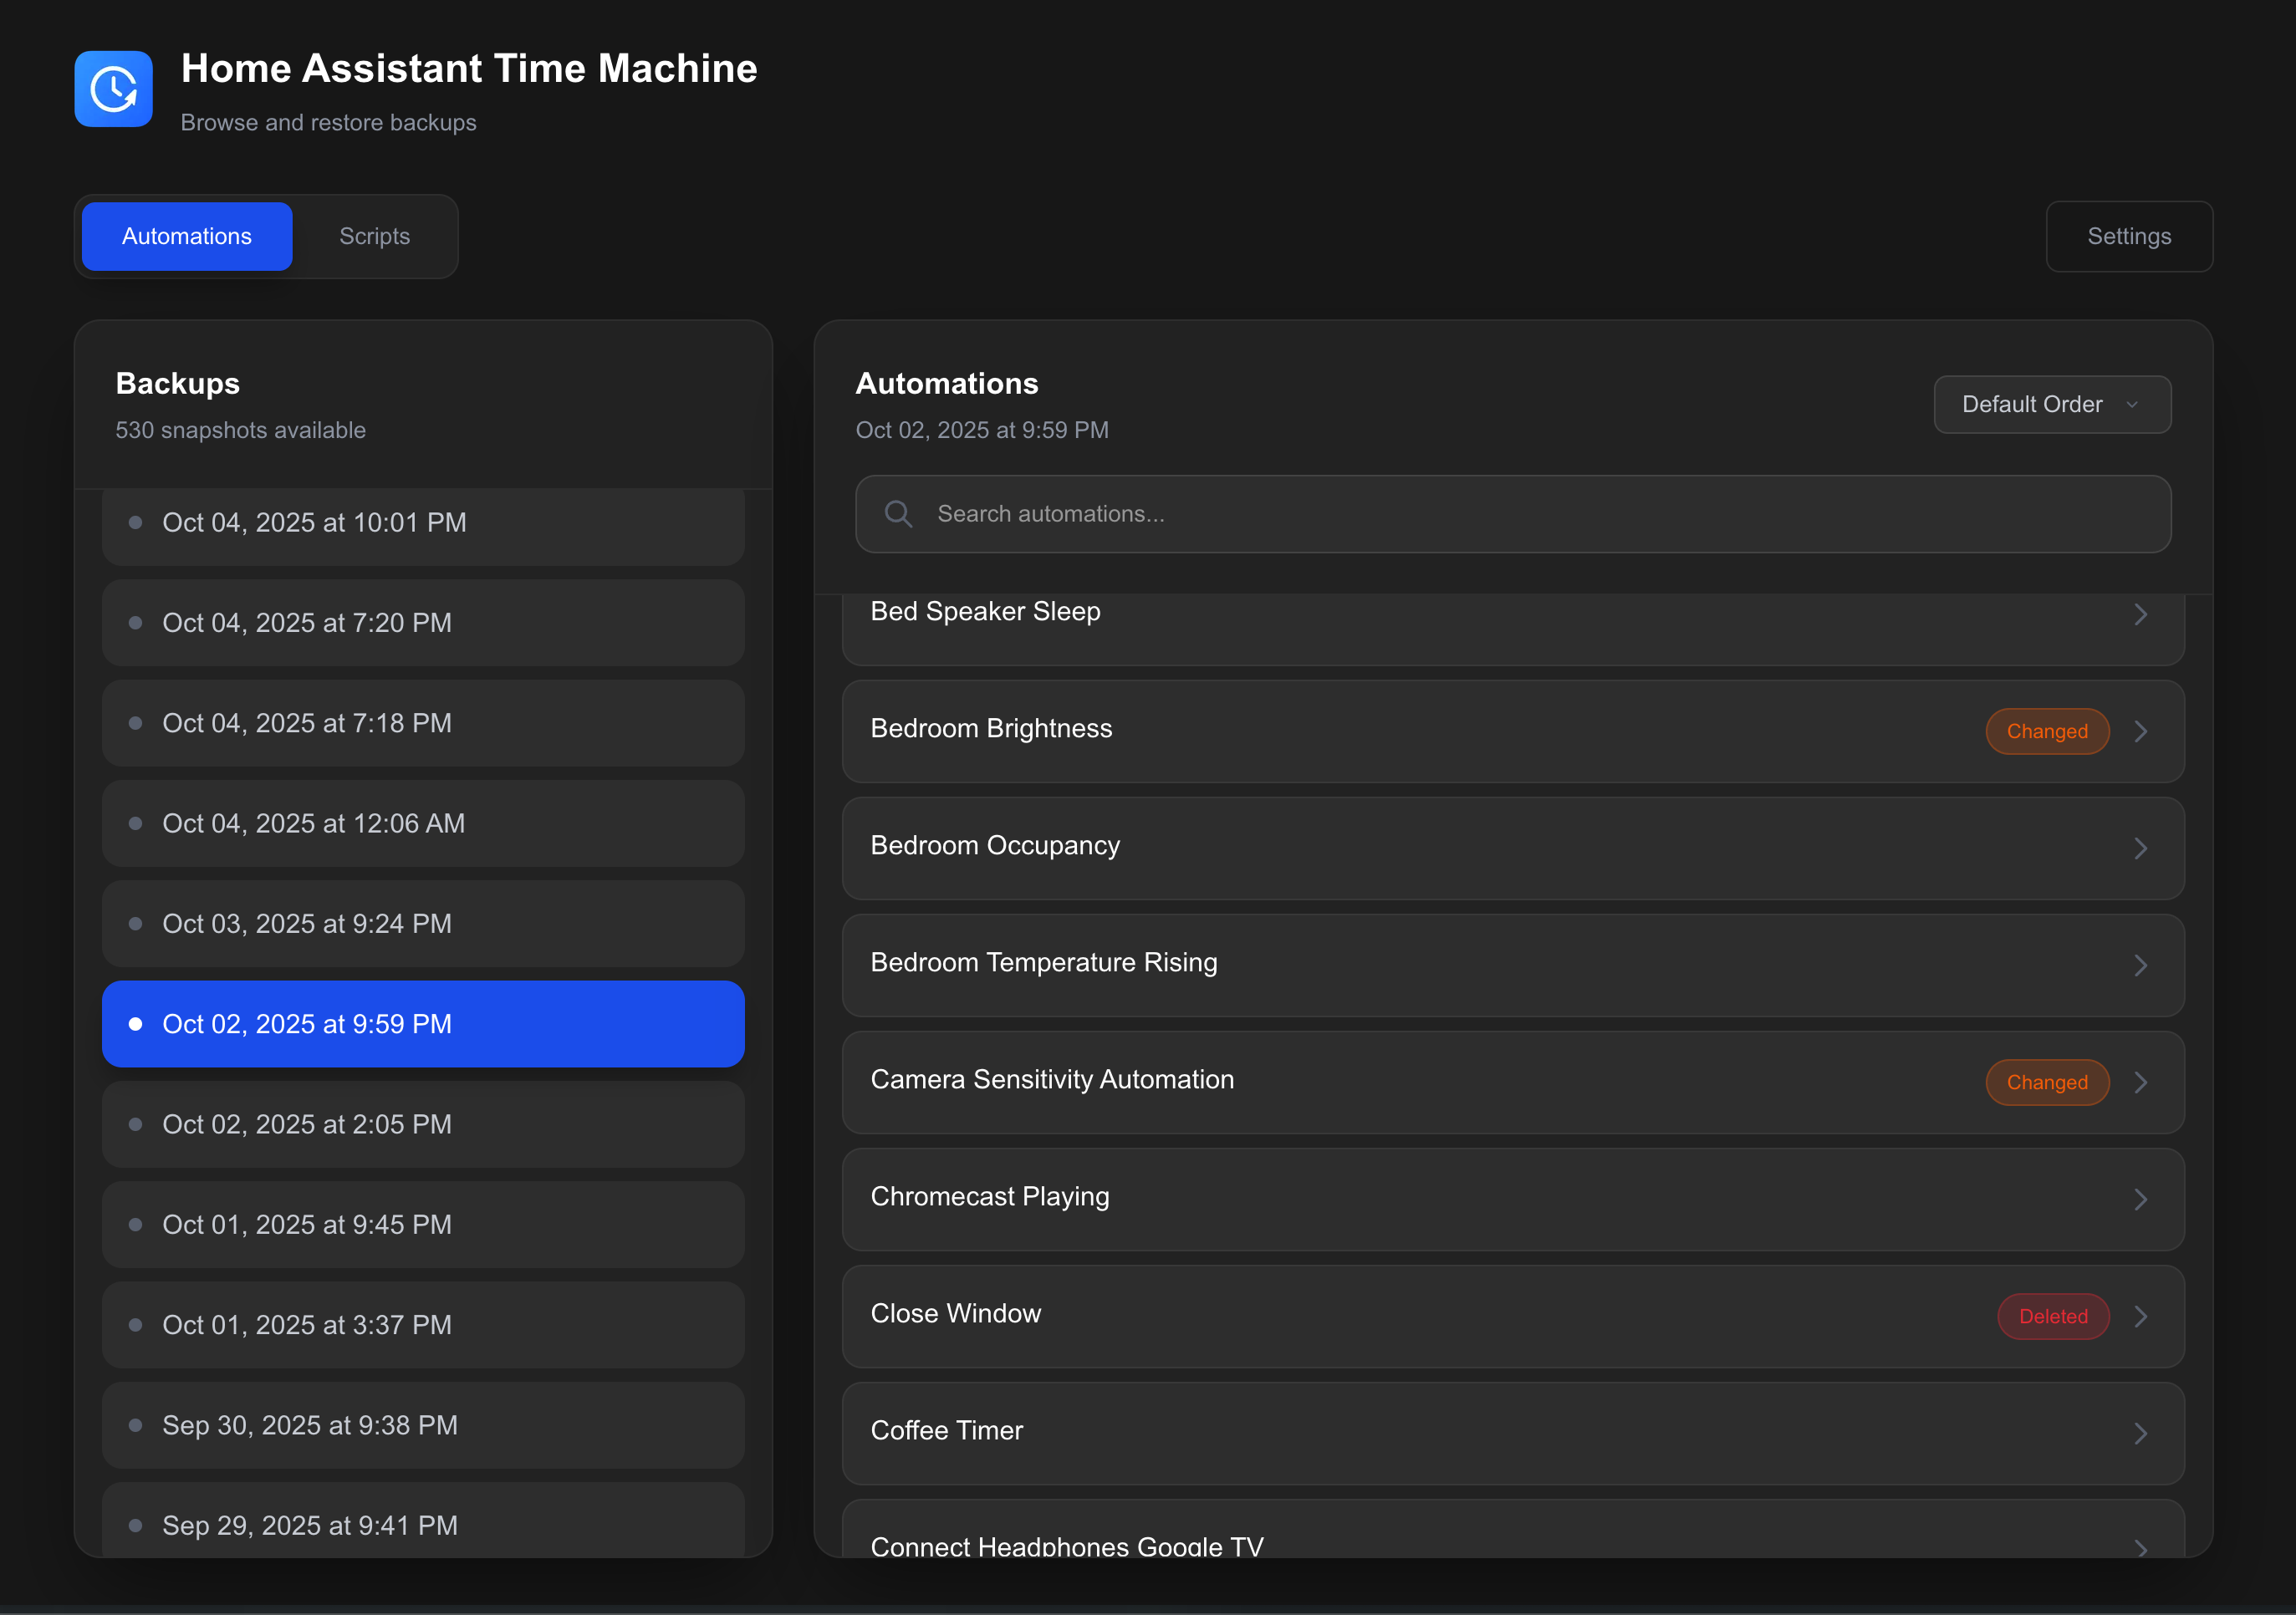 Home Assistant Time Machine
Browse and restore backups
Automations
Scripts
Settings
Backups
530 snapshots available
Oct 04, 2025 at 10:01 PM
Oct 04, 2025 at 7:20 PM
Oct 04, 2025 at 7:18 PM
Oct 04, 2025 at 12:06 AM
Oct 03, 2025 at 9:24 PM
Oct 02, 2025 at 9:59 PM
Oct 02, 2025 at 2:05 PM
Oct 01, 2025 at 9:45 PM
Oct 01, 2025 at 3:37 PM
Sep 30, 2025 at 9:38 PM
Sep 29, 2025 at 9:41 PM
Automations
Oct 02, 2025 at 9:59 PM
Default Order
Search automations...
Bed Speaker Sleep
Bedroom Brightness
Changed
Bedroom Occupancy
Bedroom Temperature Rising
Camera Sensitivity Automation
Changed
Chromecast Playing
Close Window
Deleted
Coffee Timer
Connect Headphones Google TV